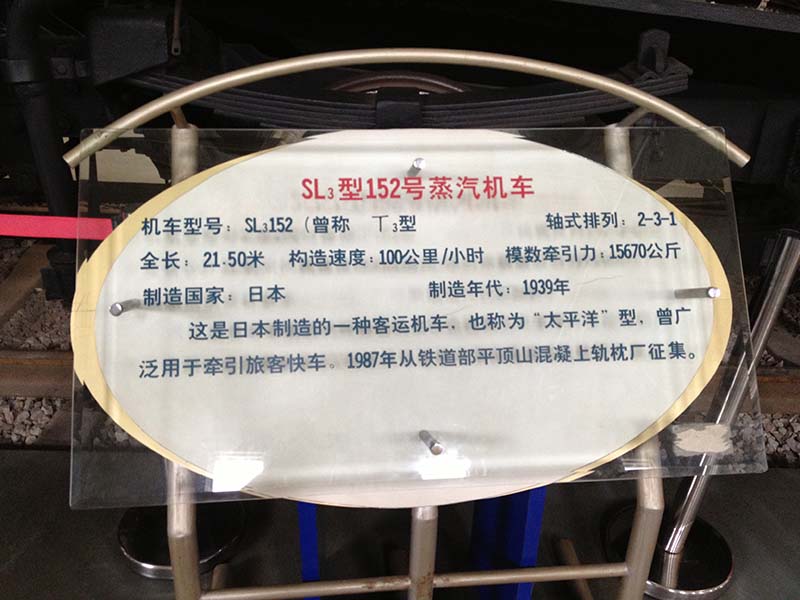 SL₃型152号蒸汽机车
机车型号：SL₃152（曾称 丅₃型 轴式排列：2-3-1
全长：21.50米 构造速度：100公里/小时 模数牵引力：15670公斤
制造国家：日本 制造年代：1939年
这是日本制造的一种客运机车，也称为“太平洋”型，曾广
泛用于牵引旅客快车。1987年从铁道部平顶山混凝上轨枕厂征集。